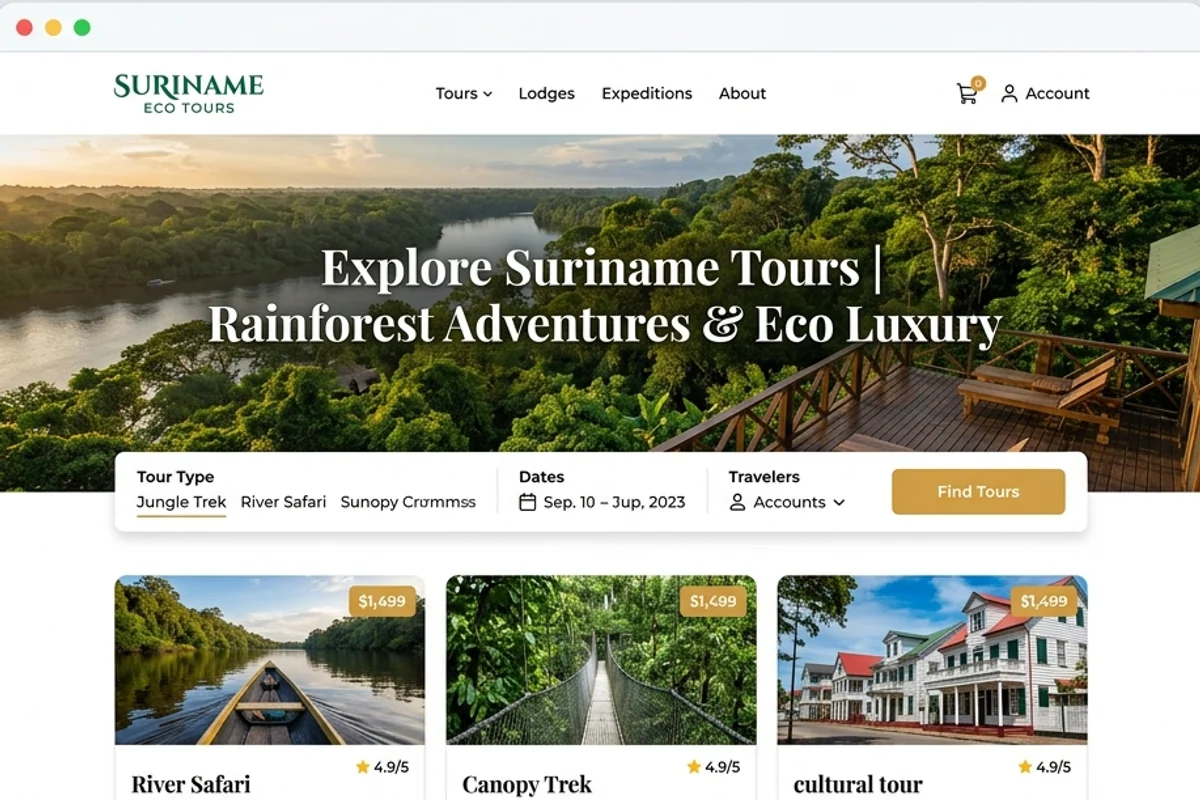 SURINAME
ECO TOURS
Tours Lodges Expeditions About
0 Account
Explore Suriname Tours |
Rainforest Adventures & Eco Luxury
Tour Type Dates Travelers
Jungle Trek River Safari Sunopy Sep. 10 – Jup, 2023 Accounts
Find Tours
$1,499 $1,499 $1,499
4.9/5 4.9/5 4.9/5
River Safari Canopy Trek cultural tour